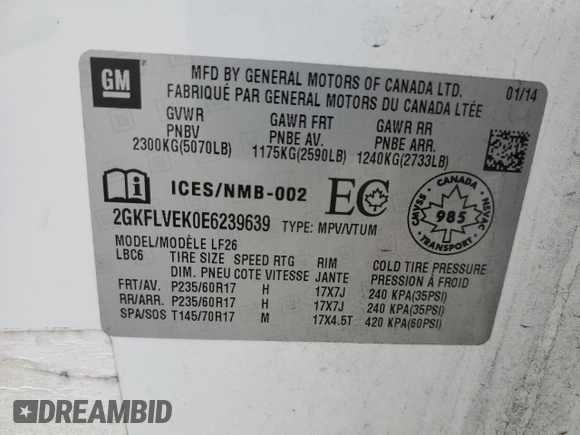 GM
MFD BY GENERAL MOTORS OF CANADA LTD.
01/14
FABRIQUÉ PAR GENERAL MOTORS DU CANADA LTÉE
GVWR GAWR FRT GAWR RR
PNBV PNBE AV. PNBE ARR.
2300KG(5070LB) 1175KG(2590LB) 1240KG(2733LB)
ICES/NMB-002
EC
CANADA
CMVSS
NSVAC
985
TRANSPORT
2GKFLVEK0E6239639 TYPE: MPV/VTUM
MODEL/MODÈLE LF26
LBC6 TIRE SIZE SPEED RTG RIM COLD TIRE PRESSURE
DIM. PNEU COTE VITESSE JANTE PRESSION À FROID
FRT/AV. P235/60R17 H 17X7J 240 KPA(35PSI)
RR/ARR. P235/60R17 H 17X7J 240 KPA(35PSI)
SPA/SOS T145/70R17 M 17X4.5T 420 KPA(60PSI)
DREAMBID